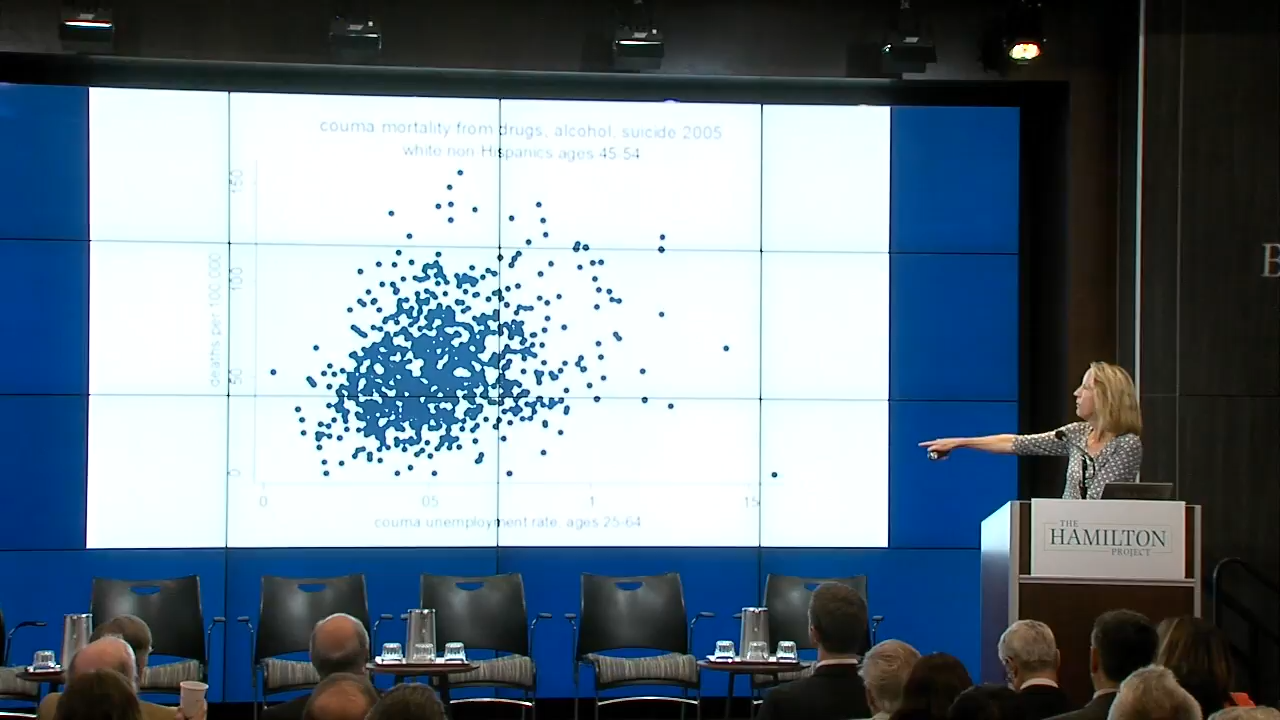 couma mortality from drugs, alcohol, suicide 2005
white non Hispanics ages 45-54
150
100
50
0
deaths per 100,000
0 .05 .1 .15
couma unemployment rate, ages 25-64
THE
HAMILTON
PROJECT